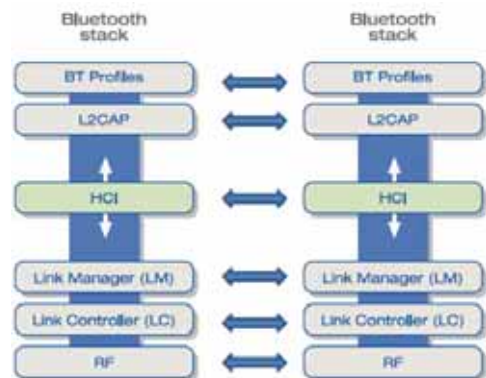 Bluetooth
stack
BT Profiles
L2CAP
HCI
Link Manager (LM)
Link Controller (LC)
RF
Bluetooth
stack
BT Profiles
L2CAP
HCI
Link Manager (LM)
Link Controller (LC)
RF